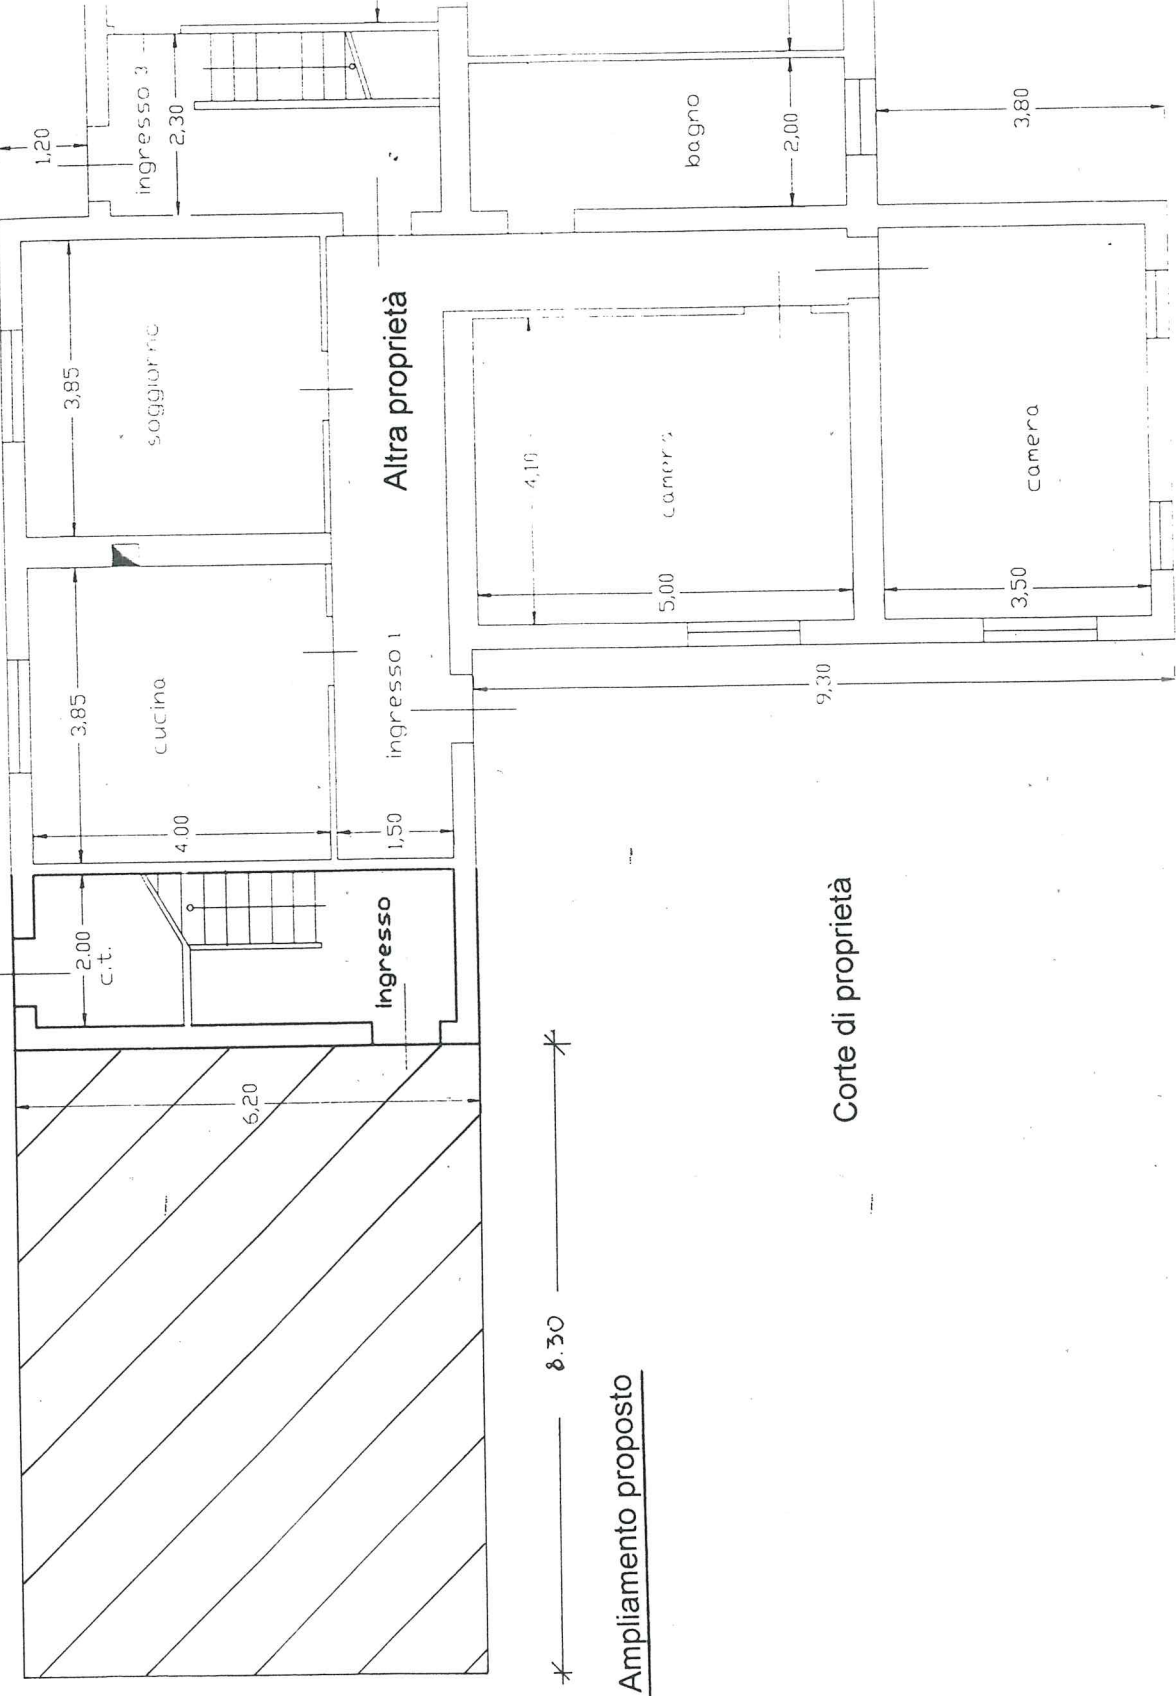 Ampliamento proposto
8.30
6,20
Corte di proprietà
9,30
2,00
c.t.
ingresso
4.00
3,85
cucina
1,50
ingresso 1
3,85
soggiorno
Altra proprietà
4,10
5,00
camera
3,50
camera
1,20
ingresso 3
2,30
bagno
2,00
3,80